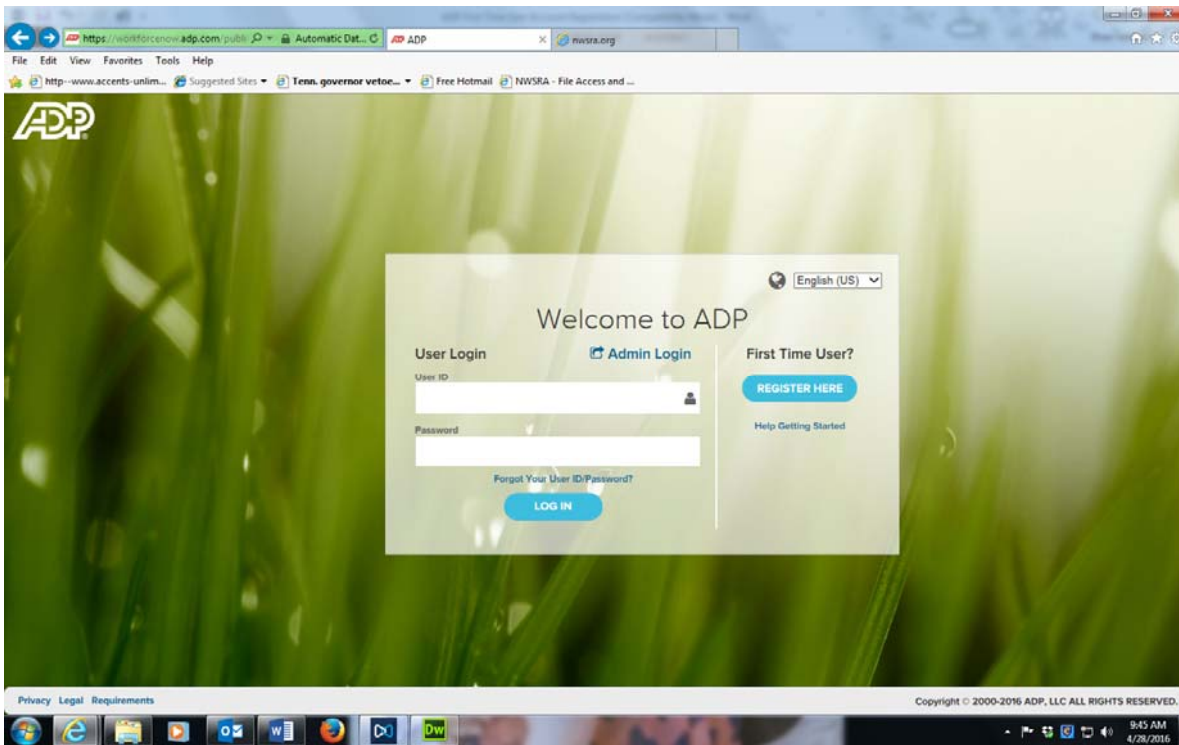 https://workforcenow.adp.com/publi
Automatic Dat...
ADP
nwsra.org
File Edit View Favorites Tools Help
http--www.accents-unlim...
Suggested Sites
Tenn. governor vetoe...
Free Hotmail
NWSRA - File Access and ...
ADP
English (US)
Welcome to ADP
User Login
Admin Login
First Time User?
User ID
REGISTER HERE
Help Getting Started
Password
Forgot Your User ID/Password?
LOG IN
Privacy Legal Requirements
Copyright © 2000-2016 ADP, LLC ALL RIGHTS RESERVED.
Dw
9:45 AM
4/28/2016